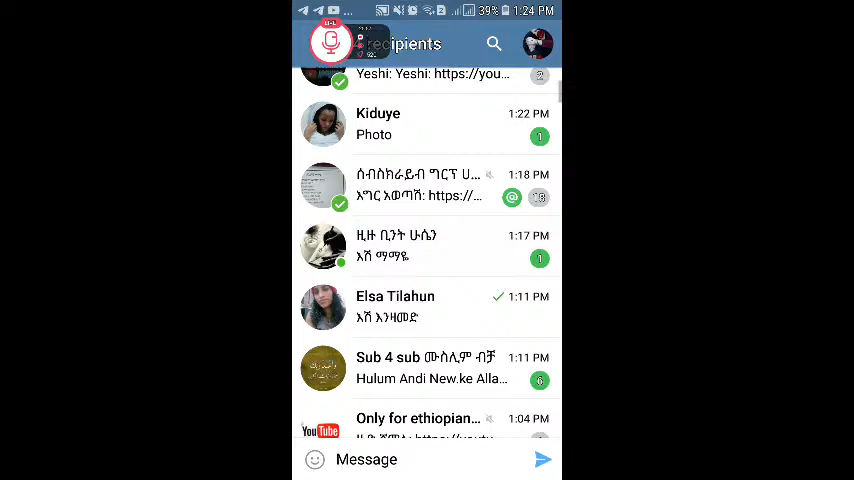 39% 1:24 PM
recipients
Yeshi: Yeshi: https://you... 2
Kiduye 1:22 PM
Photo 1
ሰብስክራይብ ግሩፕ ሀ... 1:18 PM
እግር አወጣሽ: https://... @ 18
ዚዙ ቢንት ሁሴን 1:17 PM
እሽ ማማዬ 1
Elsa Tilahun 1:11 PM
እሽ እንዛመድ
Sub 4 sub ሙስሊም ብቻ 1:11 PM
Hulum Andi New.ke Alla... 6
Only for ethiopian... 1:04 PM
YouTube
Message